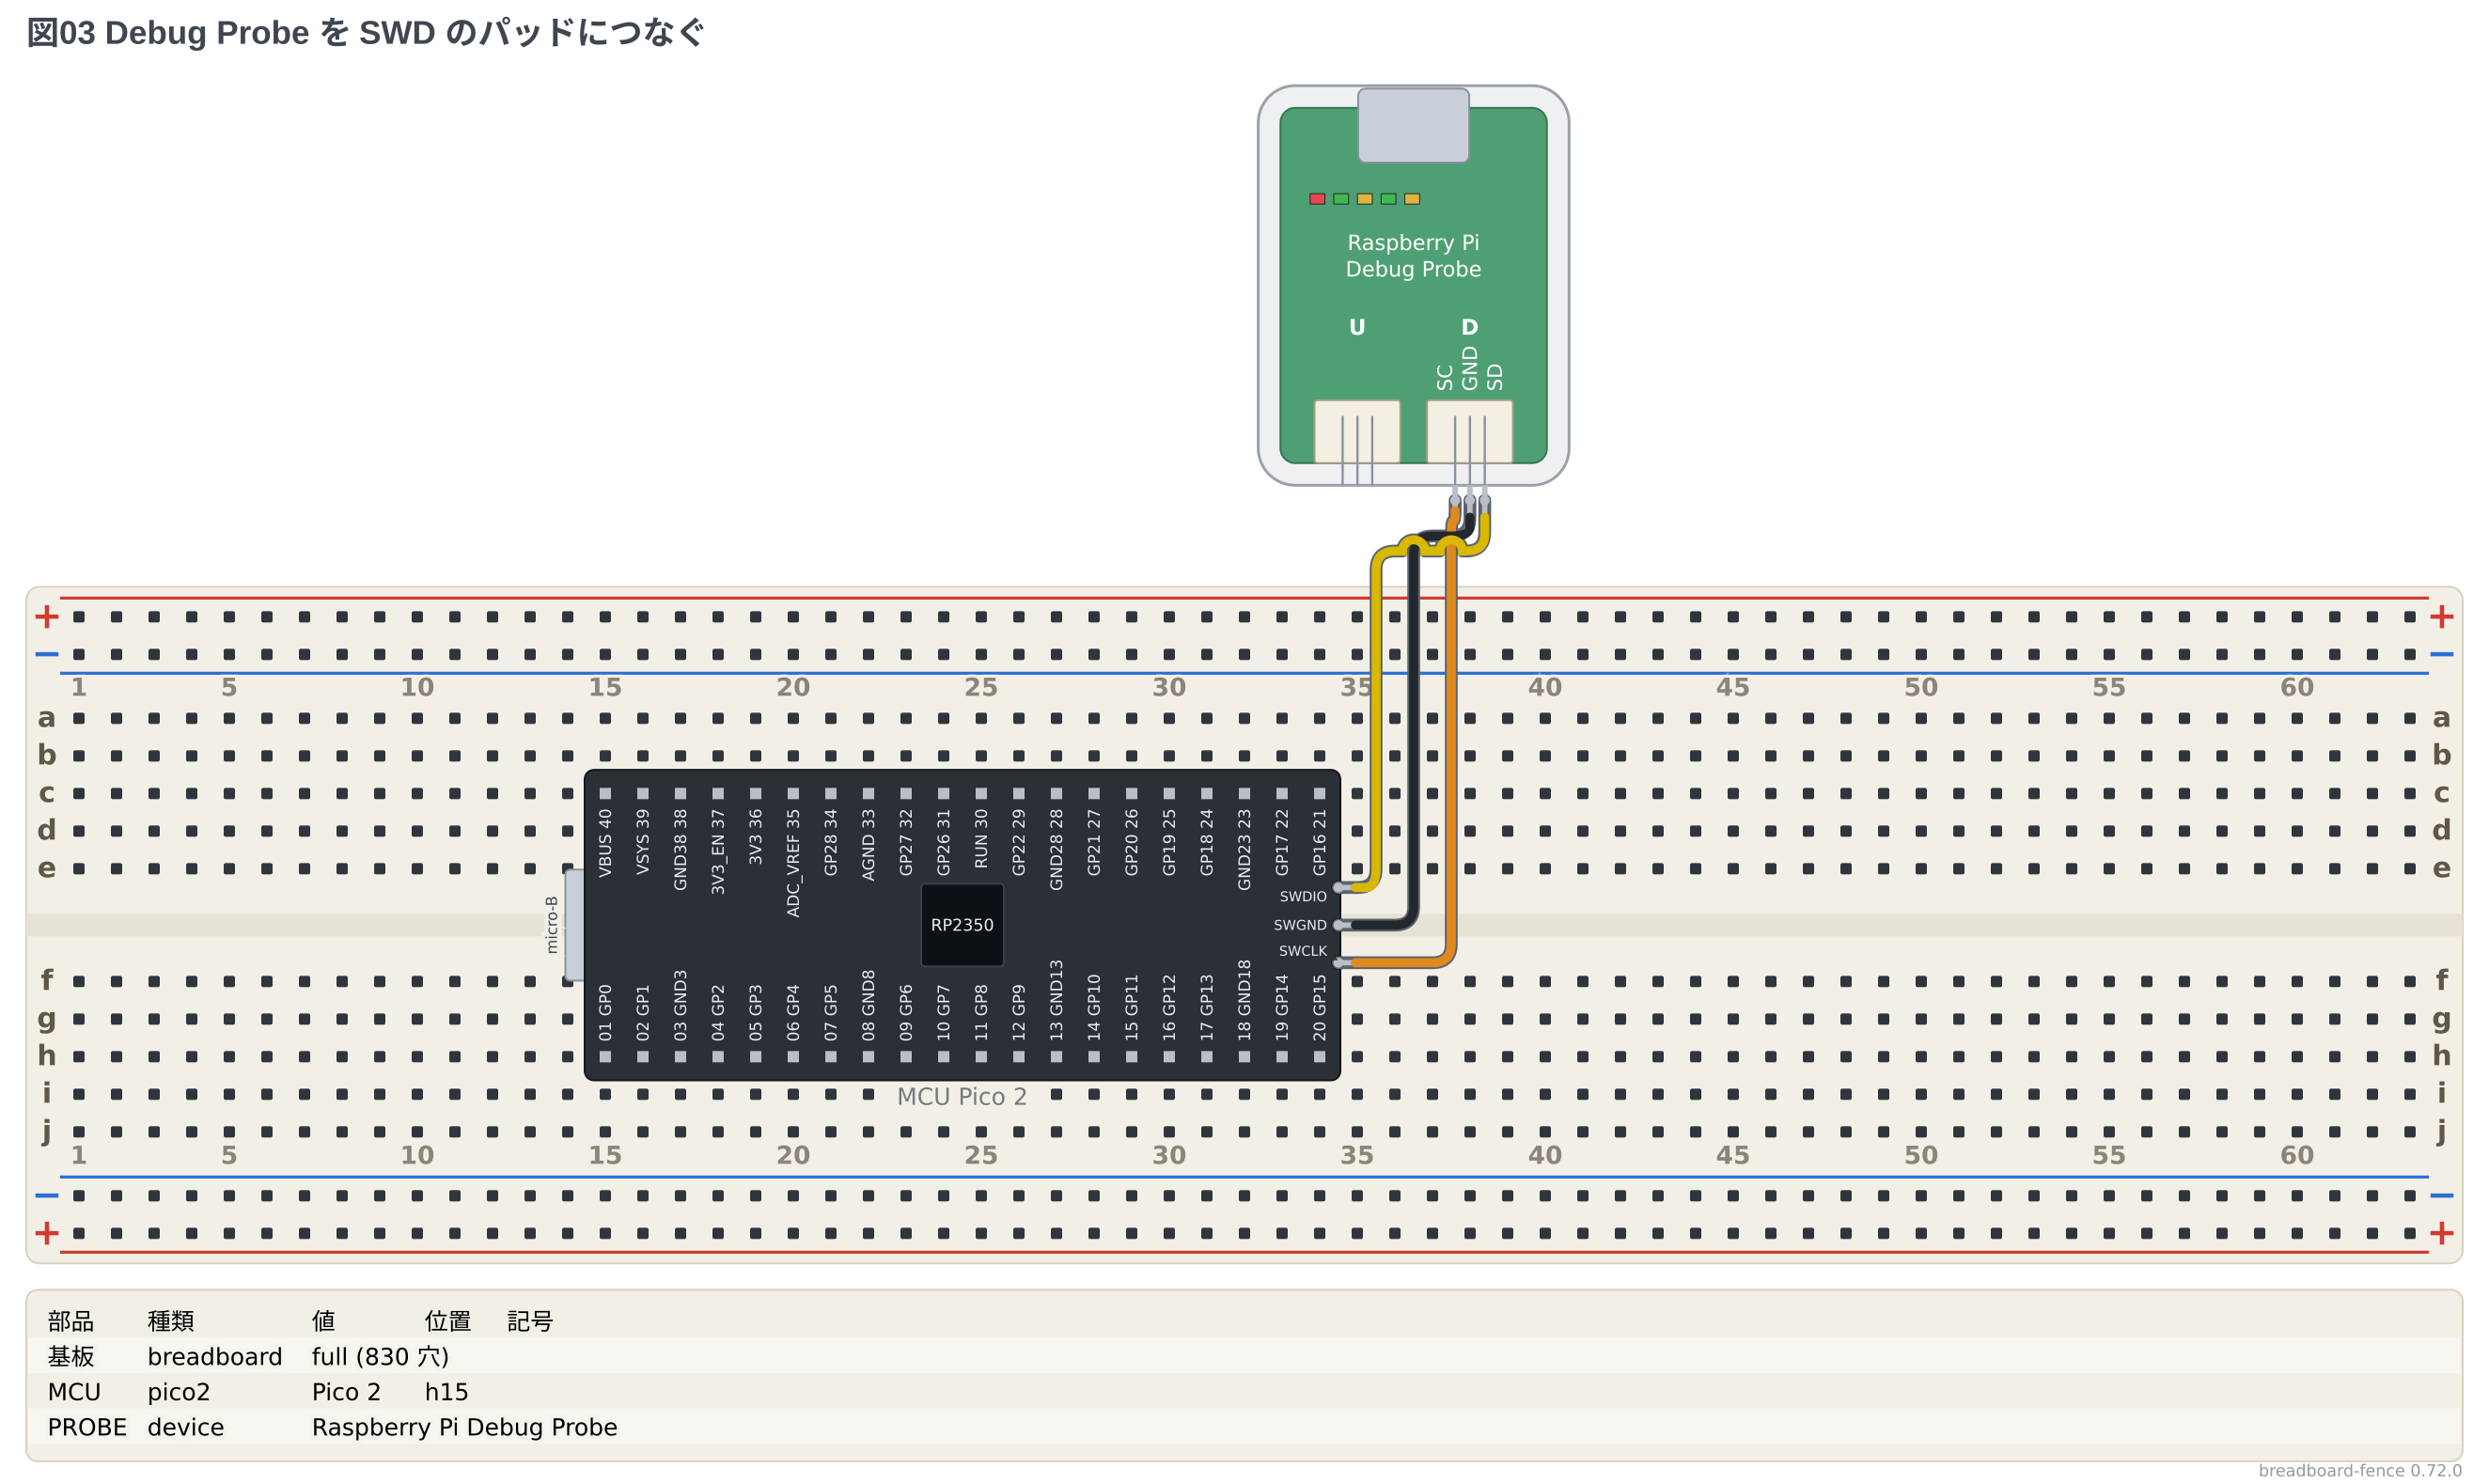 図03 Debug Probe を SWD のパッドにつなぐ
Raspberry Pi
Debug Probe
U D
SC GND SD
+ +
− −
1 5 10 15 20 25 30 35 40 45 50 55 60
a a
b b
c c
d d
e e
VBUS 40
VSYS 39
GND38 38
3V3_EN 37
3V3 36
ADC_VREF 35
GP28 34
AGND 33
GP27 32
GP26 31
RUN 30
GP22 29
GND28 28
GP21 27
GP20 26
GP19 25
GP18 24
GND23 23
GP17 22
GP16 21
micro-B
RP2350
SWDIO
SWGND
SWCLK
01 GP0
02 GP1
03 GND3
04 GP2
05 GP3
06 GP4
07 GP5
08 GND8
09 GP6
10 GP7
11 GP8
12 GP9
13 GND13
14 GP10
15 GP11
16 GP12
17 GP13
18 GND18
19 GP14
20 GP15
f f
g g
h h
i i
MCU Pico 2
j j
1 5 10 15 20 25 30 35 40 45 50 55 60
− −
+ +
部品 種類 値 位置 記号
基板 breadboard full (830 穴)
MCU pico2 Pico 2 h15
PROBE device Raspberry Pi Debug Probe
breadboard-fence 0.72.0